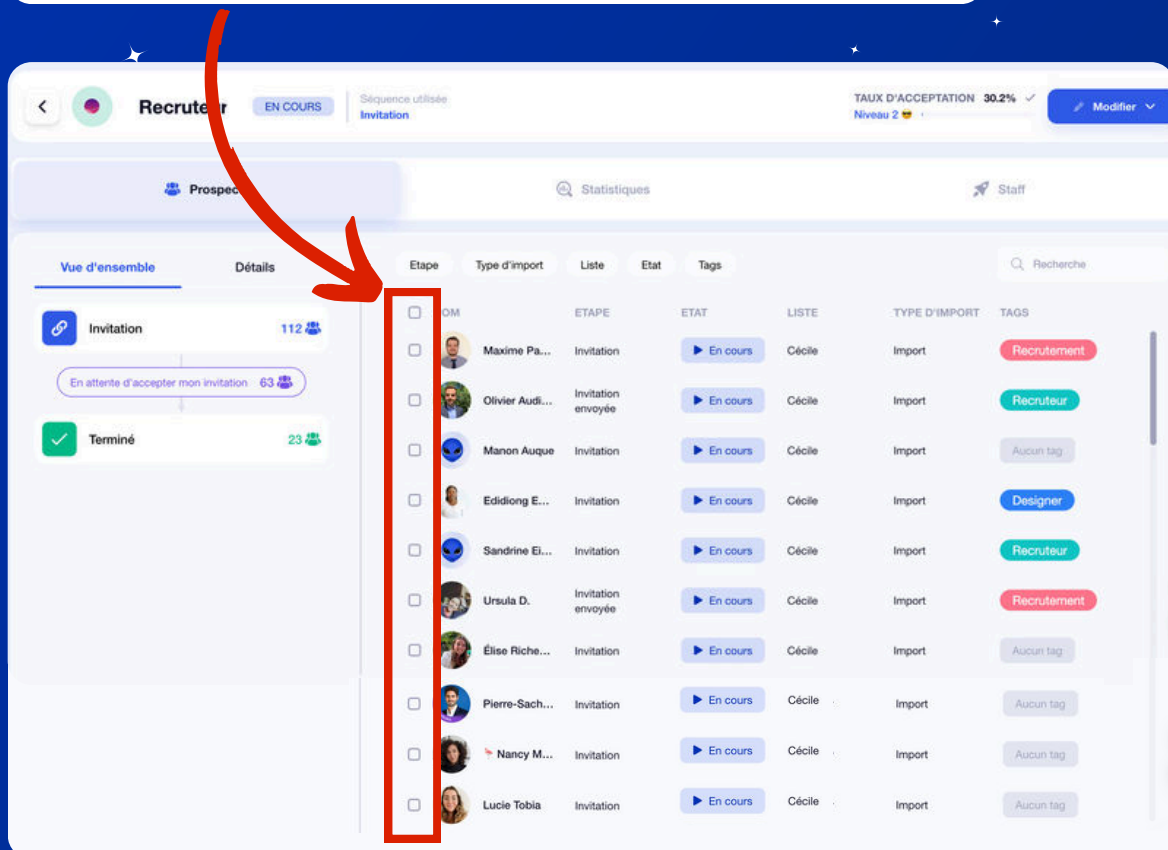 Recruteur EN COURS Séquence utilisée
Invitation
TAUX D'ACCEPTATION 30.2%
Niveau 2 😎
Modifier
Prospec
Statistiques
Staff
Vue d'ensemble Détails
Invitation 112
En attente d'accepter mon invitation 63
Terminé 23
Etape Type d'import Liste Etat Tags Recherche
OM ETAPE ETAT LISTE TYPE D'IMPORT TAGS
Maxime Pa... Invitation En cours Cécile Import Recrutement
Olivier Audi... Invitation envoyée En cours Cécile Import Recruteur
Manon Auque Invitation En cours Cécile Import Aucun tag
Edidiong E... Invitation En cours Cécile Import Designer
Sandrine Ei... Invitation En cours Cécile Import Recruteur
Ursula D. Invitation envoyée En cours Cécile Import Recrutement
Élise Riche... Invitation En cours Cécile Import Aucun tag
Pierre-Sach... Invitation En cours Cécile Import Aucun tag
🦩 Nancy M... Invitation En cours Cécile Import Aucun tag
Lucie Tobia Invitation En cours Cécile Import Aucun tag